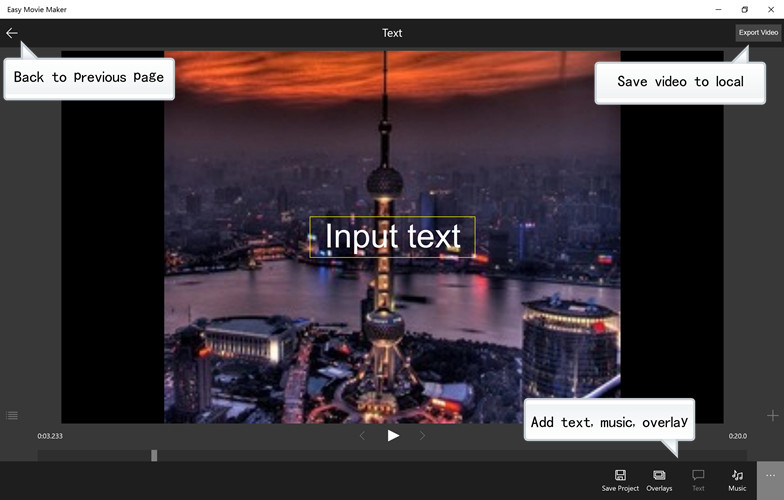 Easy Movie Maker
Text
Export Video
Back to Previous Page
Save video to local
Input text
Add text, music, overlay
0:03.233
0:20.0
Save Project
Overlays
Text
Music